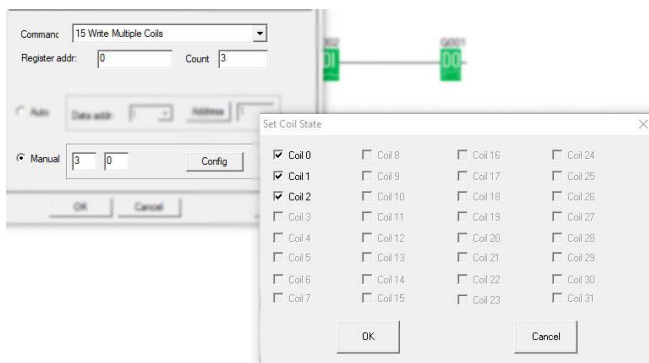 Command 15 Write Multiple Coils
Register addr: 0 Count 3
002 Q001
DI DO
Auto Data addr: Address
Manual 3 0 Config
OK Cancel
Set Coil State
Coil 0 Coil 8 Coil 16 Coil 24
Coil 1 Coil 9 Coil 17 Coil 25
Coil 2 Coil 10 Coil 18 Coil 26
Coil 3 Coil 11 Coil 19 Coil 27
Coil 4 Coil 12 Coil 20 Coil 28
Coil 5 Coil 13 Coil 21 Coil 29
Coil 6 Coil 14 Coil 22 Coil 30
Coil 7 Coil 15 Coil 23 Coil 31
OK Cancel